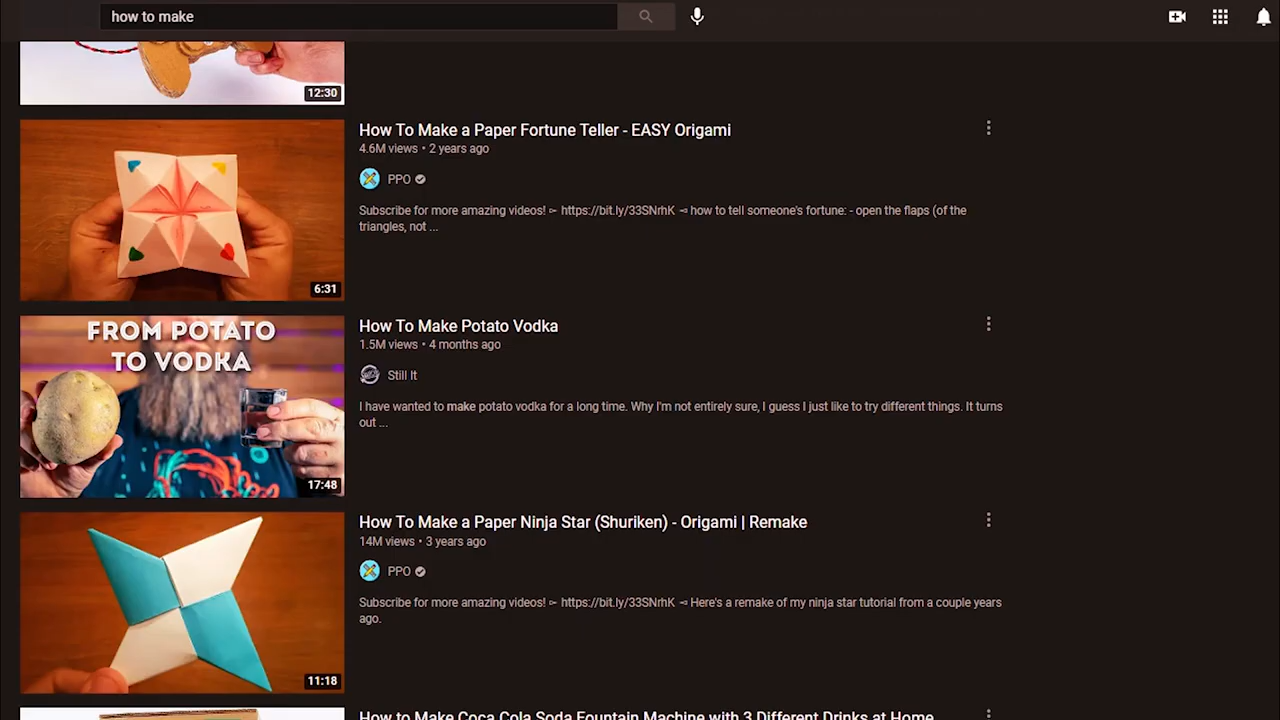 how to make
12:30
How To Make a Paper Fortune Teller - EASY Origami
4.6M views • 2 years ago
PPO
Subscribe for more amazing videos! ⊳ https://bit.ly/33SNrhK ⊲ how to tell someone's fortune: - open the flaps (of the
triangles, not ...
6:31
FROM POTATO
TO VODKA
17:48
How To Make Potato Vodka
1.5M views • 4 months ago
Still It
I have wanted to make potato vodka for a long time. Why I'm not entirely sure, I guess I just like to try different things. It turns
out ...
How To Make a Paper Ninja Star (Shuriken) - Origami | Remake
14M views • 3 years ago
PPO
Subscribe for more amazing videos! ⊳ https://bit.ly/33SNrhK ⊲ Here's a remake of my ninja star tutorial from a couple years
ago.
11:18
How to Make Coca Cola Soda Fountain Machine with 3 Different Drinks at Home